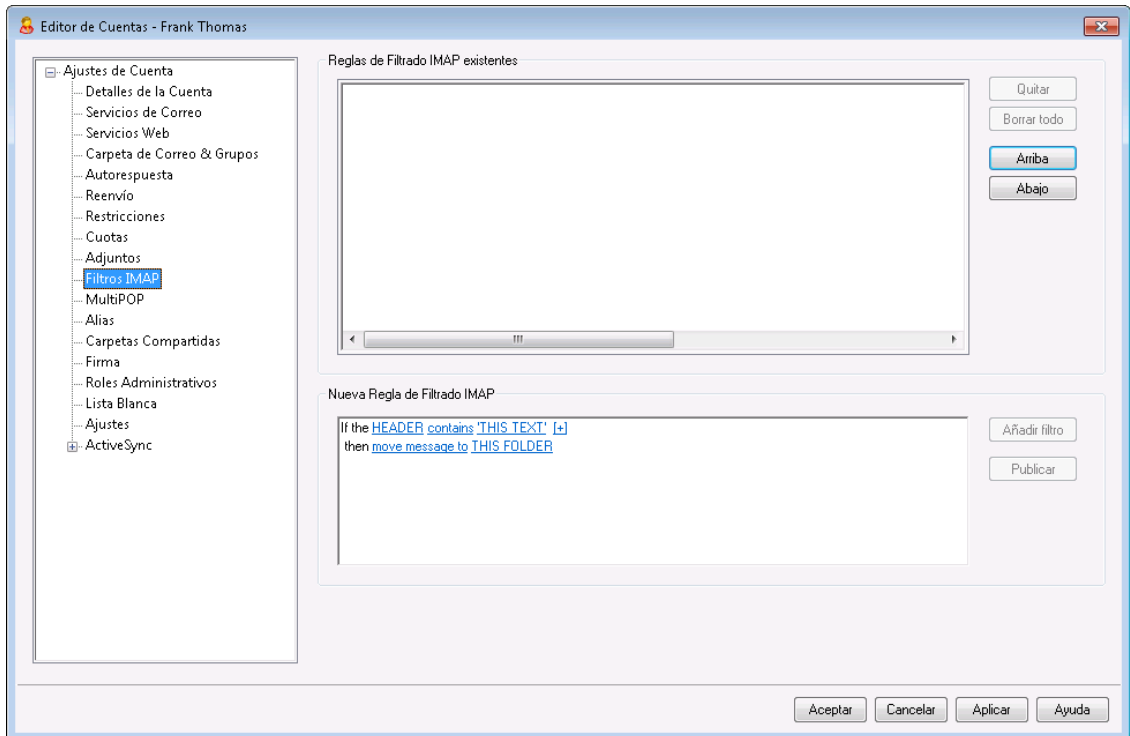 Editor de Cuentas - Frank Thomas
Ajustes de Cuenta
Detalles de la Cuenta
Servicios de Correo
Servicios Web
Carpeta de Correo & Grupos
Autorespuesta
Reenvío
Restricciones
Cuotas
Adjuntos
Filtros IMAP
MultiPOP
Alias
Carpetas Compartidas
Firma
Roles Administrativos
Lista Blanca
Ajustes
ActiveSync
Reglas de Filtrado IMAP existentes
Quitar
Borrar todo
Arriba
Abajo
Nueva Regla de Filtrado IMAP
If the HEADER contains 'THIS TEXT' [+]
then move message to THIS FOLDER
Añadir filtro
Publicar
Aceptar
Cancelar
Aplicar
Ayuda